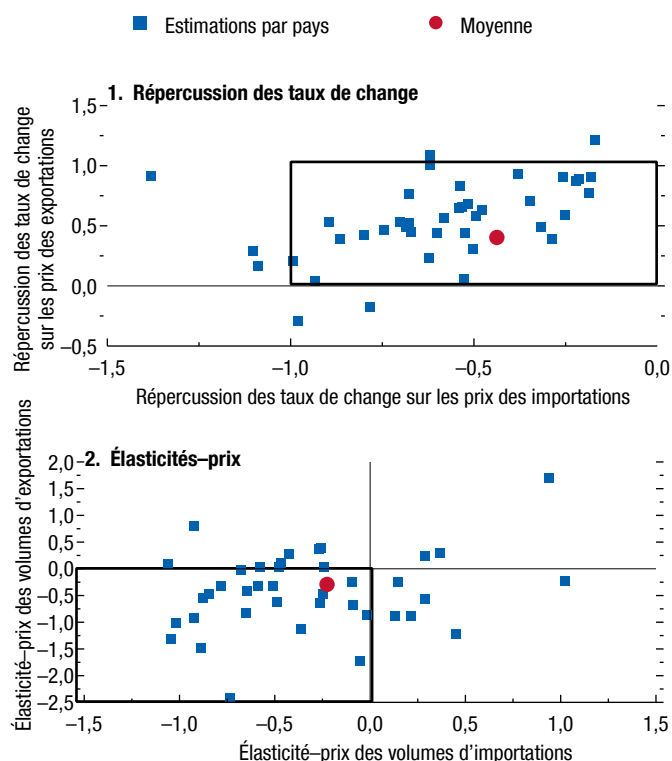 Estimations par pays
Moyenne
1. Répercussion des taux de change
Répercussion des taux de change
sur les prix des exportations
1,5
1,0
0,5
0,0
–0,5
–1,5
–1,0
–0,5
0,0
Répercussion des taux de change sur les prix des importations
2. Élasticités–prix
Élasticité–prix des volumes d'exportations
2,0
1,5
1,0
0,5
0,0
–0,5
–1,0
–1,5
–2,0
–2,5
–1,5
–1,0
–0,5
0,0
0,5
1,0
1,5
Élasticité–prix des volumes d'importations